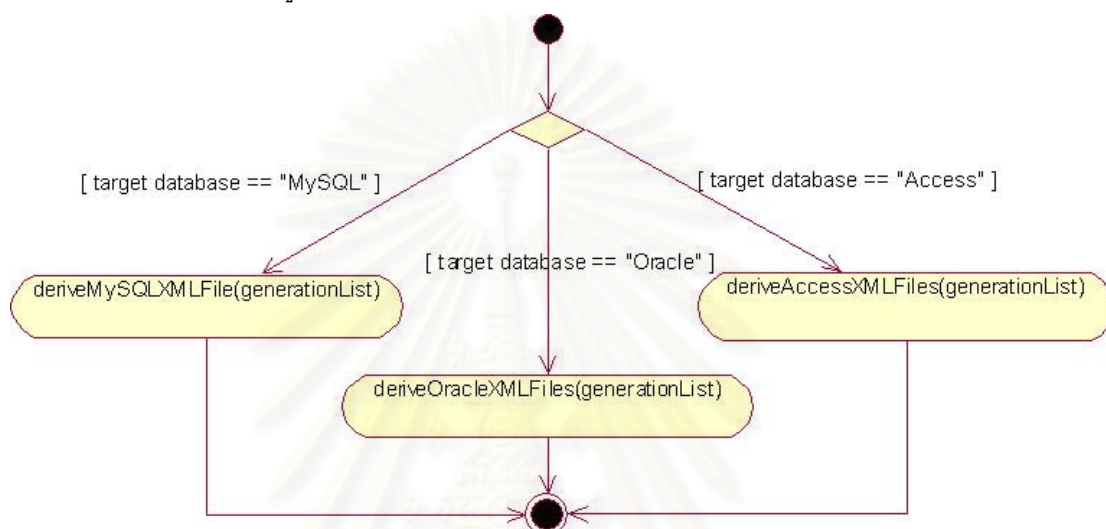 [ target database == "MySQL" ]
[ target database == "Access" ]
[ target database == "Oracle" ]
deriveMySQLXMLFile(generationList)
deriveAccessXMLFiles(generationList)
deriveOracleXMLFiles(generationList)